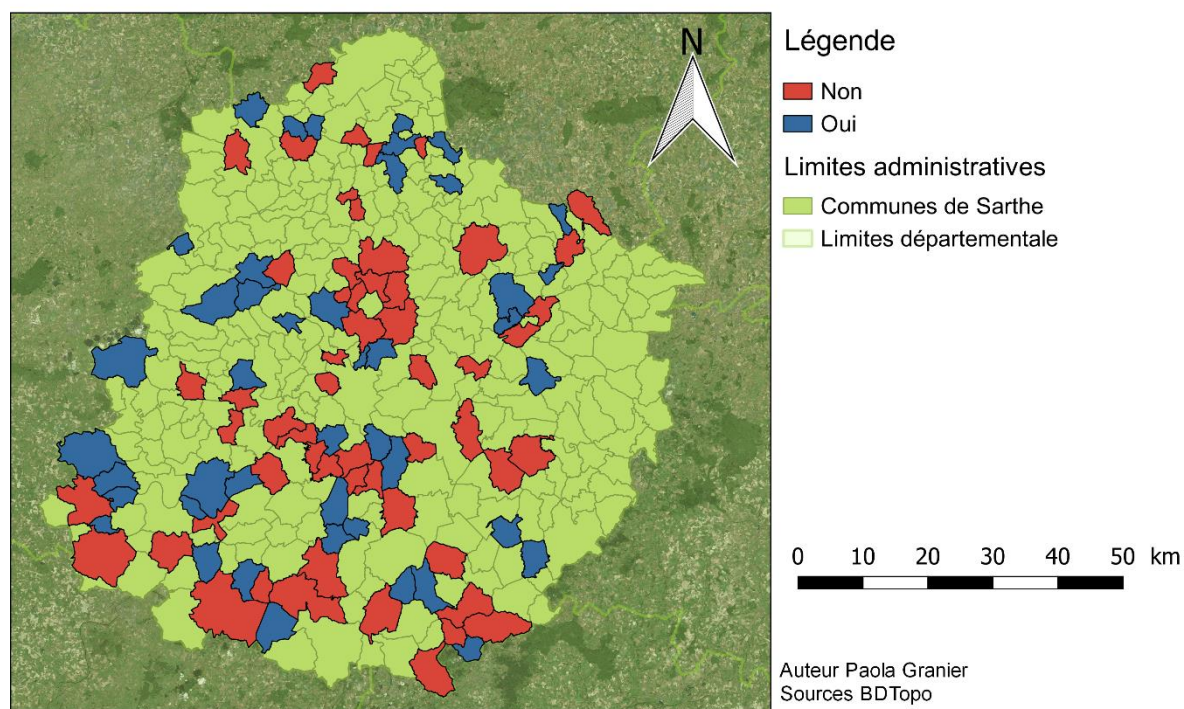 N
Légende
Non
Oui
Limites administratives
Communes de Sarthe
Limites départementale
0 10 20 30 40 50 km
Auteur Paola Granier
Sources BDTopo